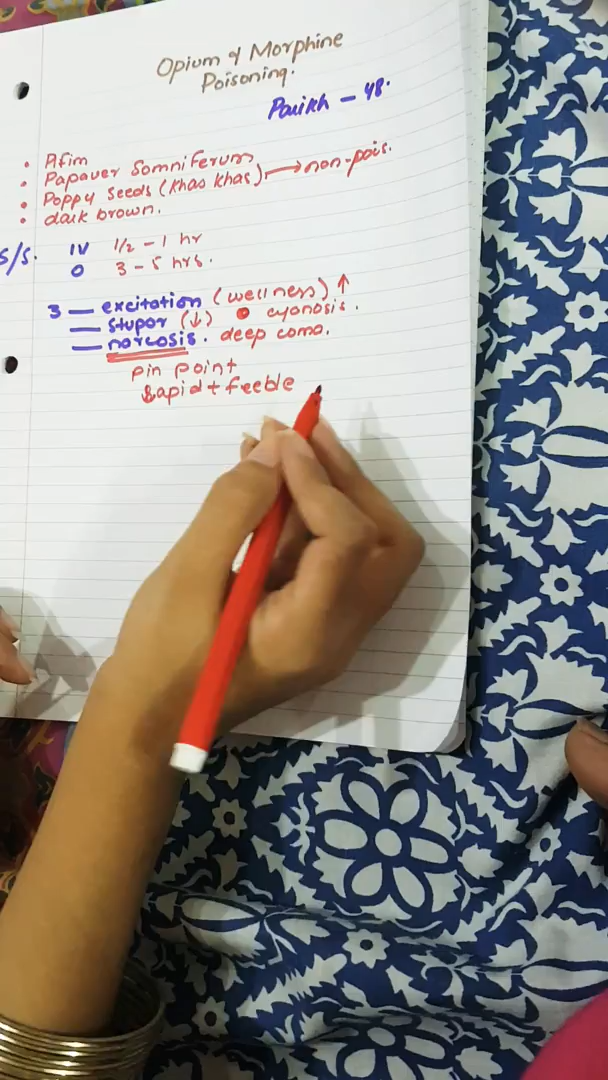 Opium & Morphine
Poisoning.
Parikh - 48.
• Afim
• Papaver Somniferum
• Poppy Seeds (Khas Khas) → non-pois.
• dark brown.
S/S. IV 1/2 - 1 hr
O 3 - 5 hrs.
3 — excitation (wellness) ↑
— stupor (↓) • cyanosis.
— narcosis. deep coma.
pin point
rapid + feeble